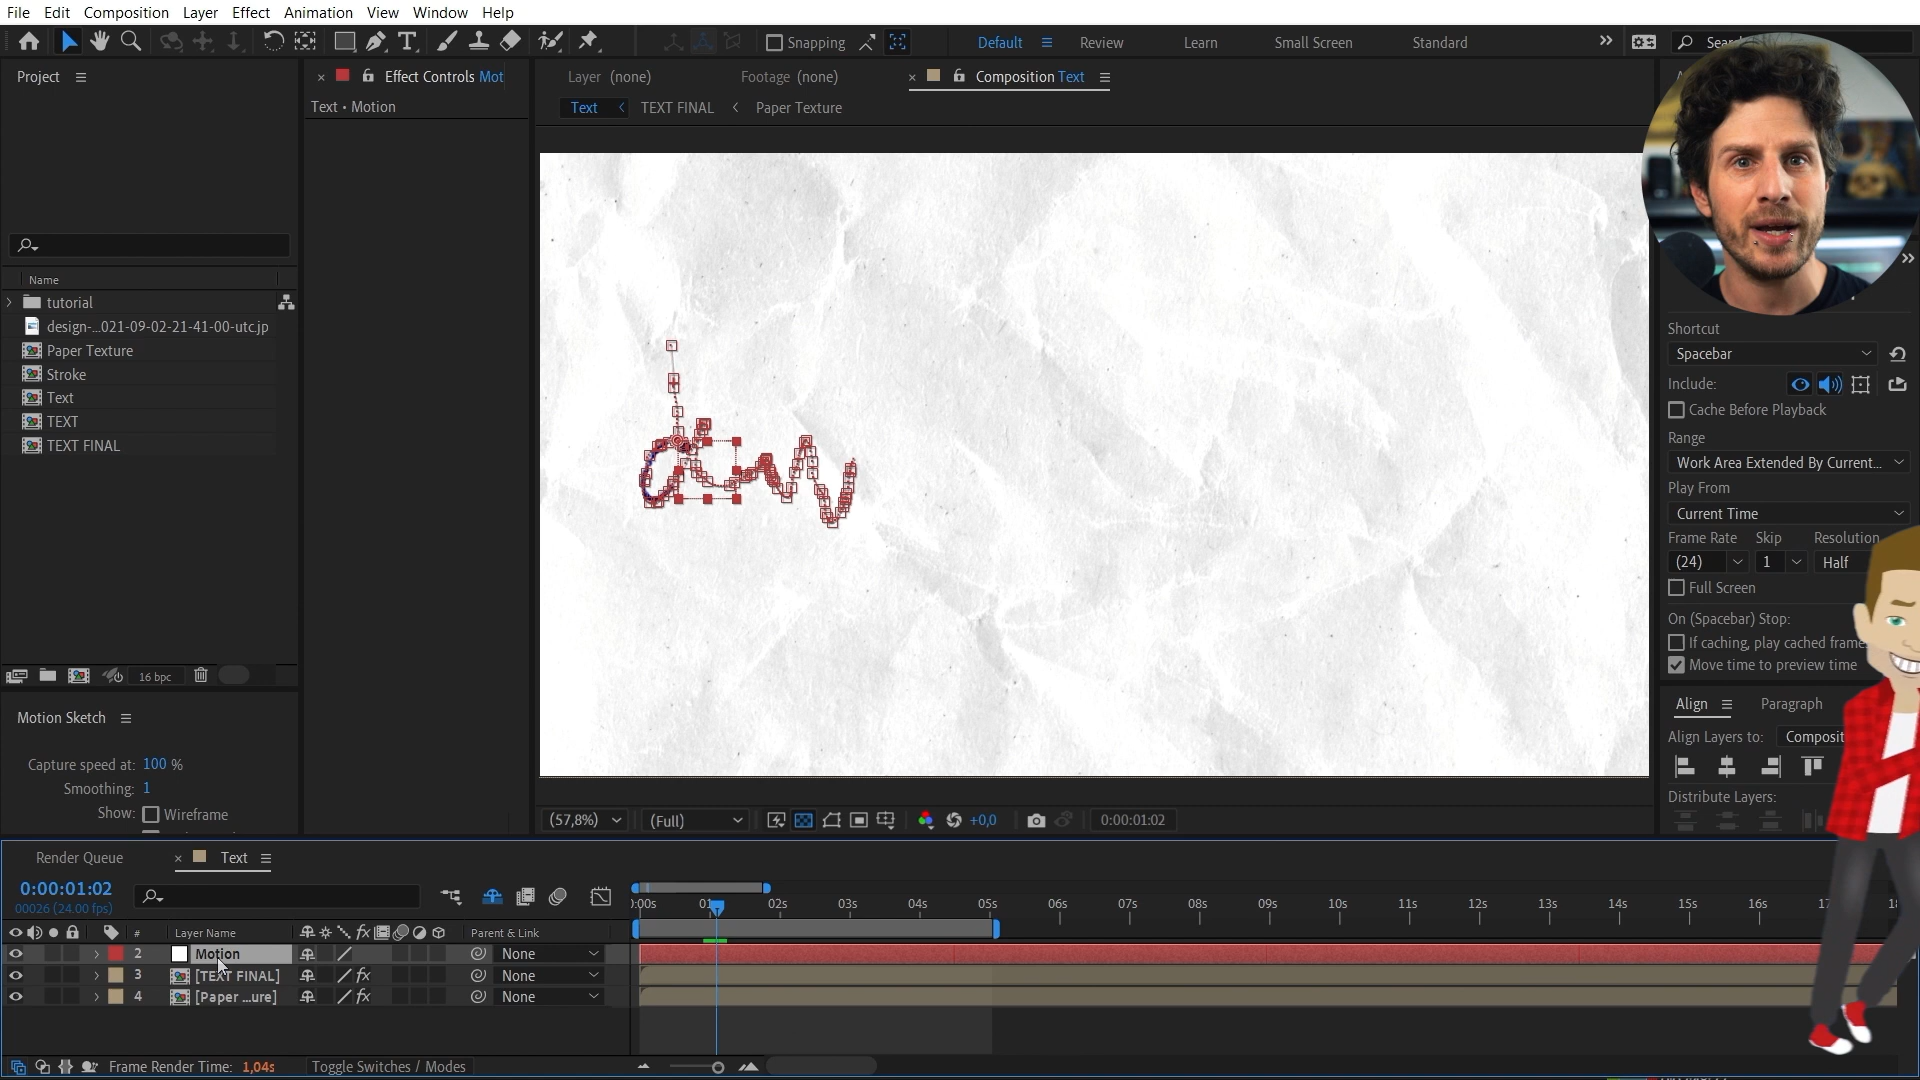 File Edit Composition Layer Effect Animation View Window Help
Snapping Default Review Learn Small Screen Standard
Project
Effect Controls Mot
Layer (none) Footage (none) Composition Text
Text • Motion
Text TEXT FINAL Paper Texture
Name
tutorial
design-...021-09-02-21-41-00-utc.jp
Paper Texture
Stroke
Text
TEXT
TEXT FINAL
16 bpc
Motion Sketch
Capture speed at: 100 %
Smoothing: 1
Show: Wireframe
(57,8%) (Full) +0,0 0:00:01:02
Shortcut
Spacebar
Include:
Cache Before Playback
Range
Work Area Extended By Current...
Play From
Current Time
Frame Rate Skip Resolution
(24) 1 Half
Full Screen
On (Spacebar) Stop:
If caching, play cached frame
Move time to preview time
Align Paragraph
Align Layers to: Composit
Distribute Layers:
Render Queue Text
0:00:01:02
00026 (24.00 fps)
:00s 01 02s 03s 04s 05s 06s 07s 08s 09s 10s 11s 12s 13s 14s 15s 16s 17 18
# Layer Name Parent & Link
2 Motion None
3 [TEXT FINAL] fx None
4 [Paper ...ure] fx None
Frame Render Time: 1,04s Toggle Switches / Modes